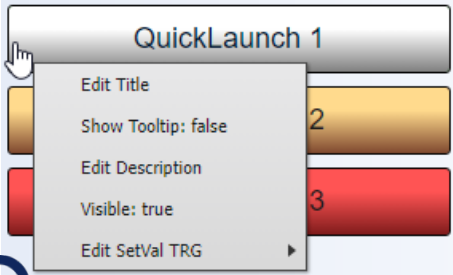 QuickLaunch 1
Edit Title
Show Tooltip: false
2
Edit Description
Visible: true
3
Edit SetVal TRG